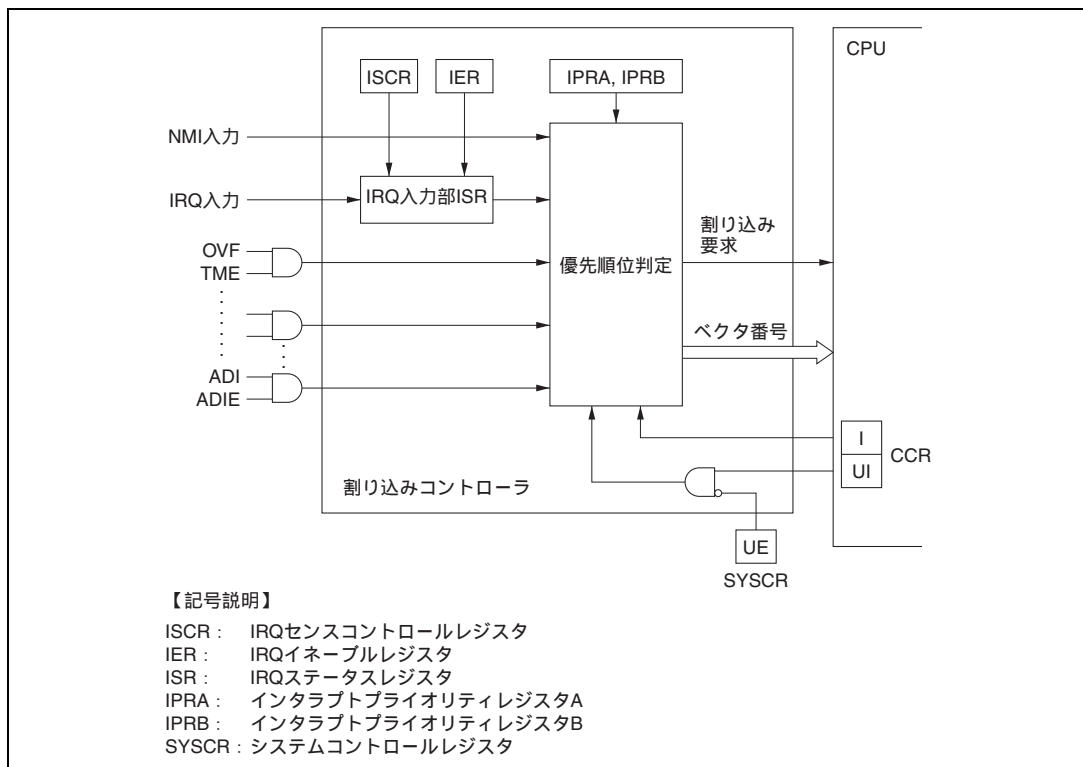 CPU
ISCR
IER
IPRA, IPRB
NMI入力
IRQ入力
IRQ入力部ISR
割り込み
要求
OVF
TME
優先順位判定
ベクタ番号
ADI
ADIE
I
UI
CCR
割り込みコントローラ
UE
SYSCR
【記号説明】
ISCR : IRQセンスコントロールレジスタ
IER : IRQイネーブルレジスタ
ISR : IRQステータスレジスタ
IPRA : インタラプトプライオリティレジスタA
IPRB : インタラプトプライオリティレジスタB
SYSCR : システムコントロールレジスタ